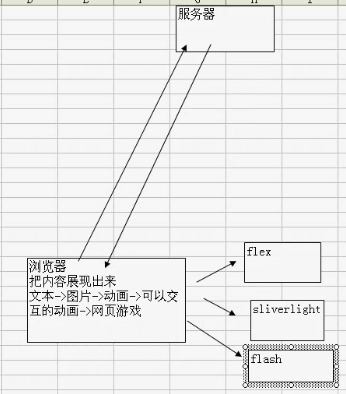 服务器
浏览器
把内容展现出来
文本->图片->动画->可以交
互的动画->网页游戏
flex
sliverlight
flash